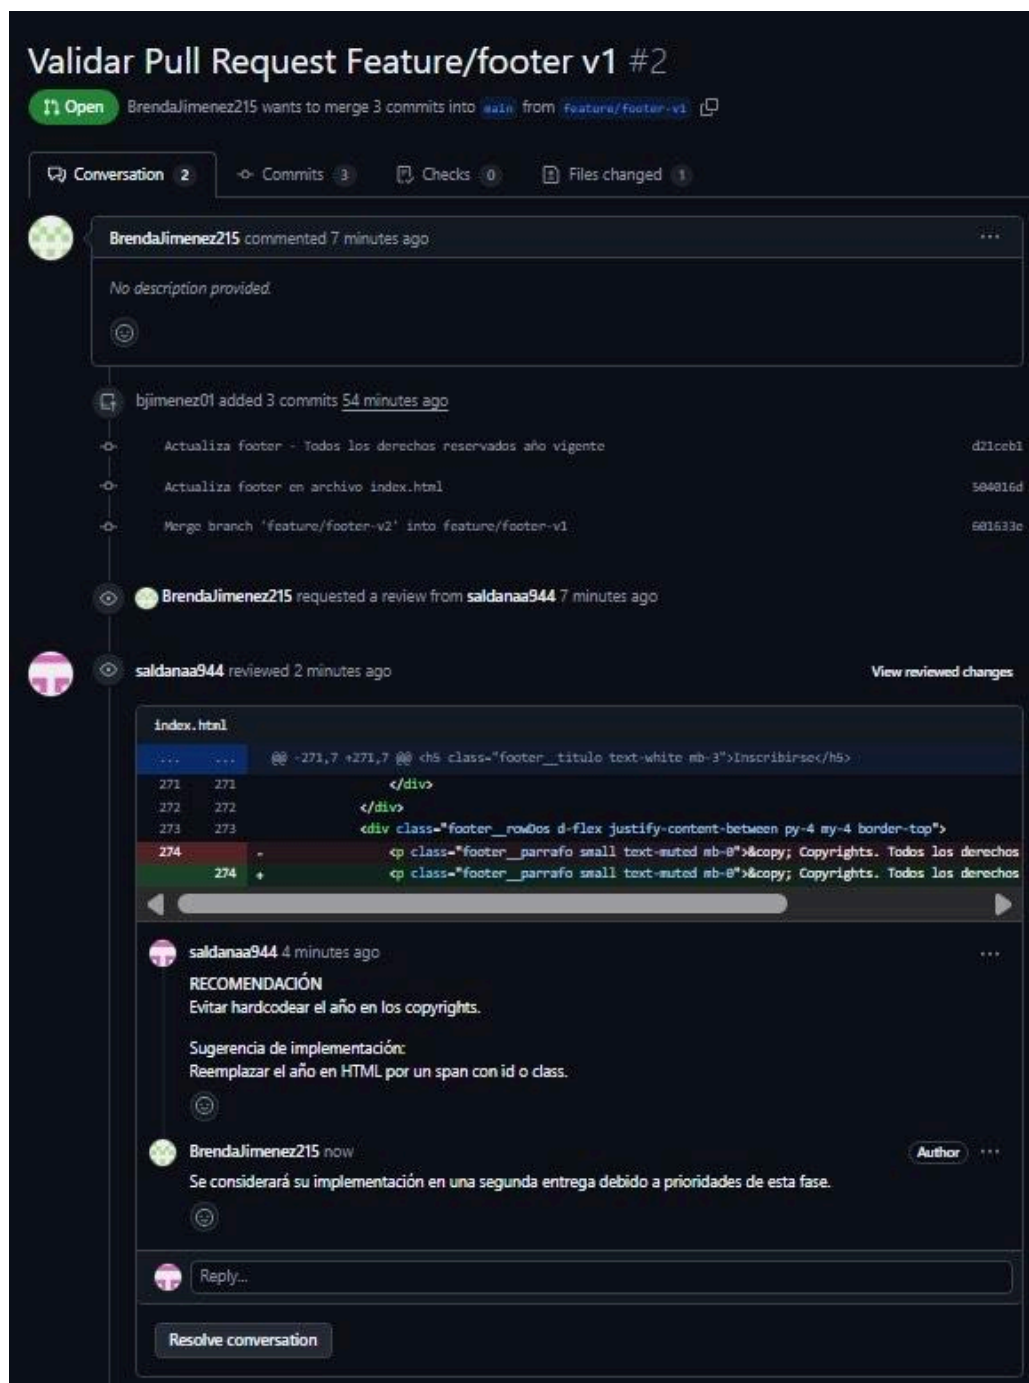 Validar Pull Request Feature/footer v1 #2
Open BrendaJimenez215 wants to merge 3 commits into main from feature/footer-v1
Conversation 2 Commits 3 Checks 0 Files changed 1
BrendaJimenez215 commented 7 minutes ago ...
No description provided.
bjimenez01 added 3 commits 54 minutes ago
Actualiza footer - Todos los derechos reservados año vigente d21ceb1
Actualiza footer en archivo index.html 504016d
Merge branch 'feature/footer-v2' into feature/footer-v1 601633e
BrendaJimenez215 requested a review from saldanaa944 7 minutes ago
saldanaa944 reviewed 2 minutes ago View reviewed changes
index.html
... ... @@ -271,7 +271,7 @@ <h5 class="footer__titulo text-white mb-3">Inscribirse</h5>
271 271 </div>
272 272 </div>
273 273 <div class="footer__rowDos d-flex justify-content-between py-4 my-4 border-top">
274 - <p class="footer__parrafo small text-muted mb-0">&copy; Copyrights. Todos los derechos
274 + <p class="footer__parrafo small text-muted mb-0">&copy; Copyrights. Todos los derechos
saldanaa944 4 minutes ago ...
RECOMENDACIÓN
Evitar hardcodear el año en los copyrights.
Sugerencia de implementación:
Reemplazar el año en HTML por un span con id o class.
BrendaJimenez215 now Author ...
Se considerará su implementación en una segunda entrega debido a prioridades de esta fase.
Reply...
Resolve conversation